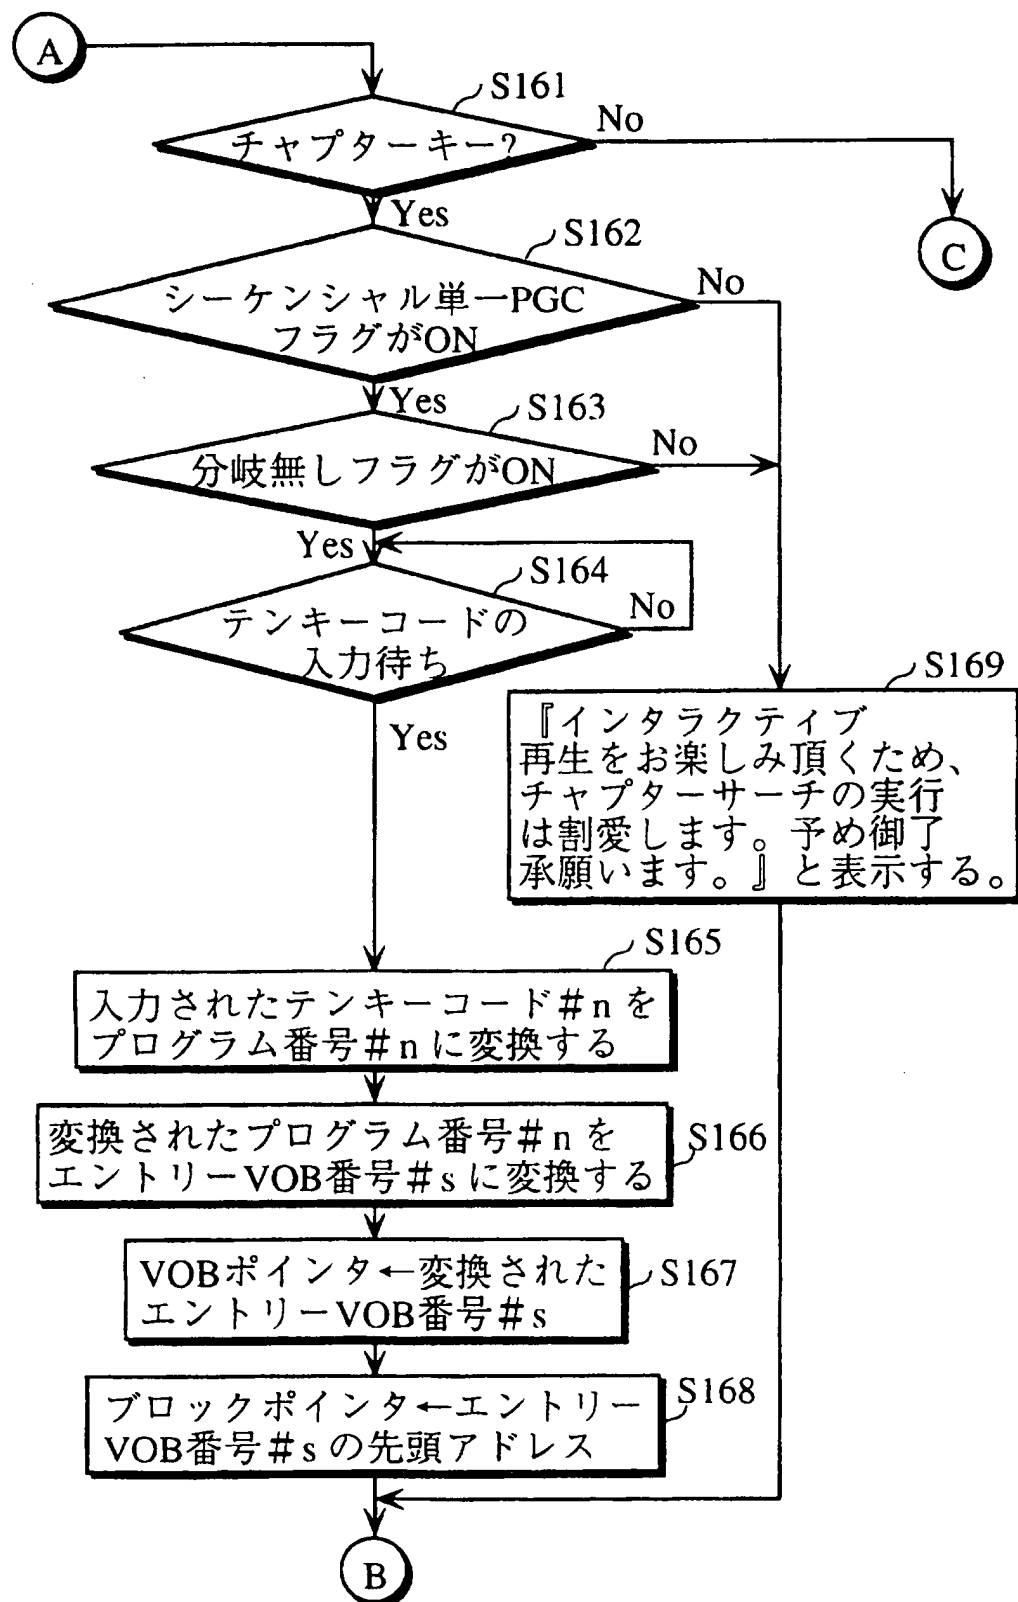 A
S161
チャプターキー?
No
Yes
C
S162
シーケンシャル単一PGC
フラグがON
No
Yes
S163
分岐無しフラグがON
No
Yes
S164
テンキーコードの
入力待ち
No
Yes
S169
『インタラクティブ
再生をお楽しみ頂くため、
チャプターサーチの実行
は割愛します。予め御了
承願います。』と表示する。
S165
入力されたテンキーコード#nを
プログラム番号#nに変換する
S166
変換されたプログラム番号#nを
エントリーVOB番号#sに変換する
S167
VOBポインタ←変換された
エントリーVOB番号#s
S168
ブロックポインタ←エントリー
VOB番号#sの先頭アドレス
B